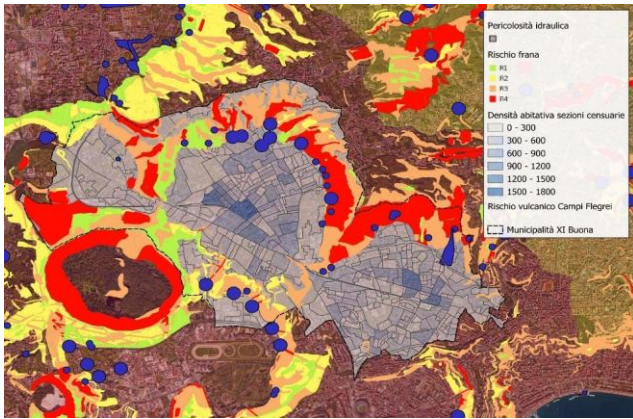 Pericolosità idraulica
Rischio frana
R1
R2
R3
R4
Densità abitativa sezioni censuarie
0 - 300
300 - 600
600 - 900
900 - 1200
1200 - 1500
1500 - 1800
Rischio vulcanico Campi Flegrei
Municipalità XI Buona